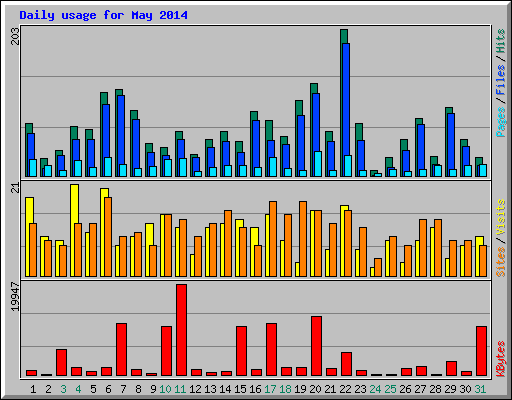 Daily usage for May 2014
203
Pages / Files / Hits
21
Sites / Visits
19947
KBytes
1 2 3 4 5 6 7 8 9 10 11 12 13 14 15 16 17 18 19 20 21 22 23 24 25 26 27 28 29 30 31